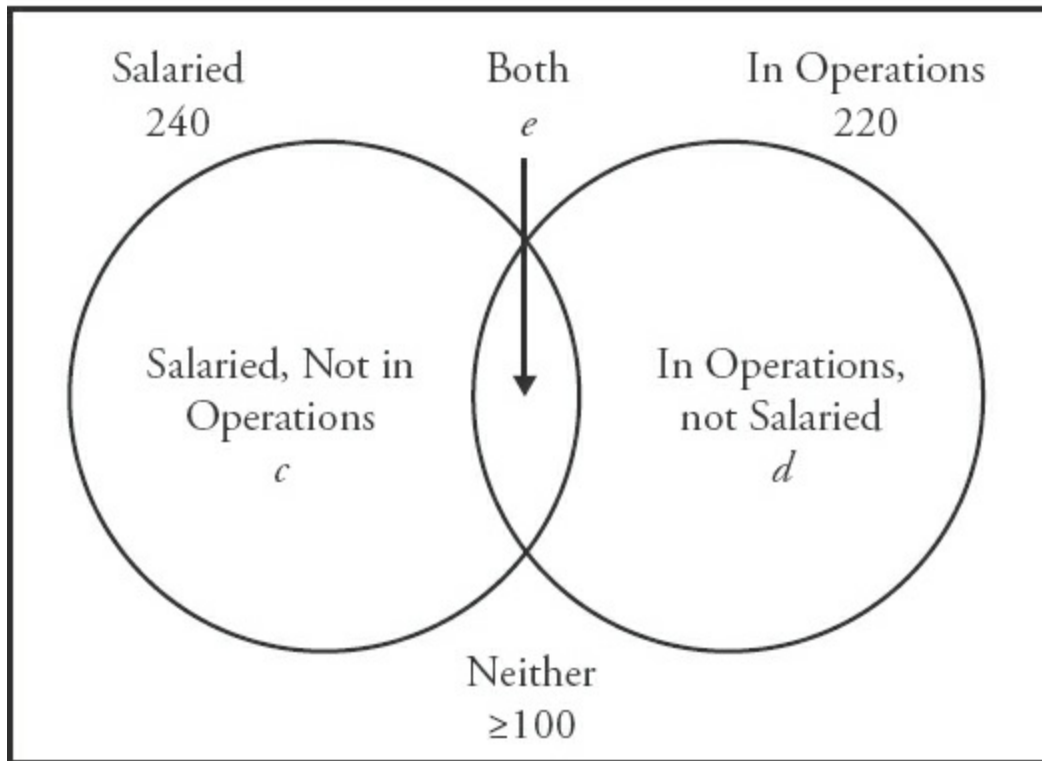 Salaried
240
Both
e
In Operations
220
Salaried, Not in
Operations
c
In Operations,
not Salaried
d
Neither
≥100